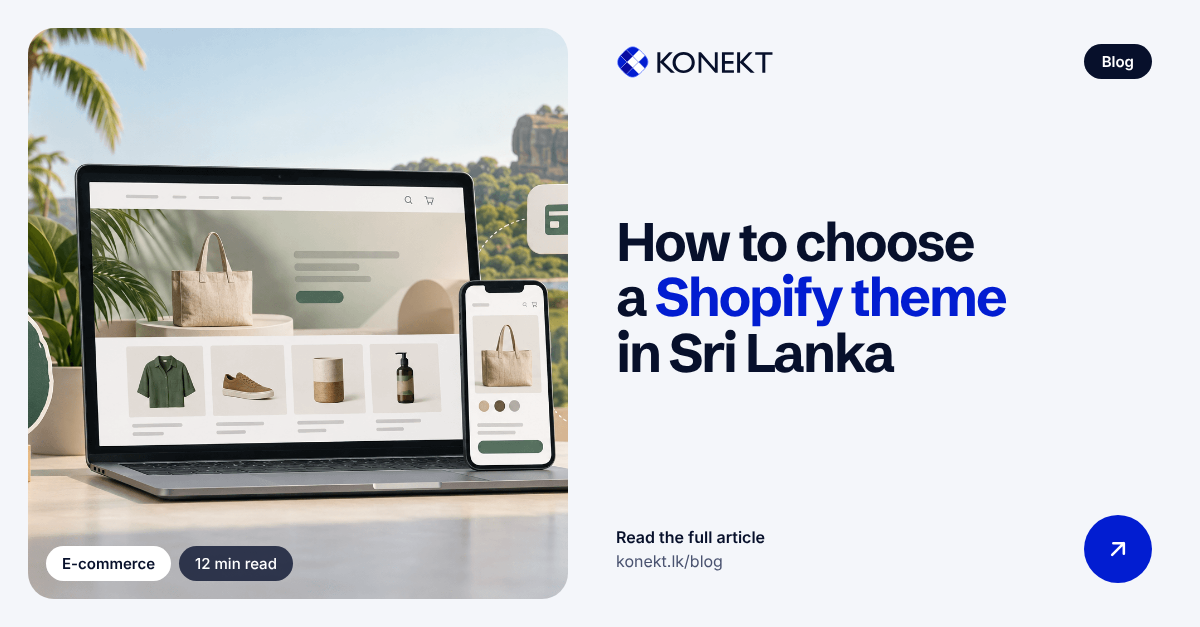 KONEKT
Blog
How to choose
a Shopify theme
in Sri Lanka
E-commerce
12 min read
Read the full article
konekt.lk/blog